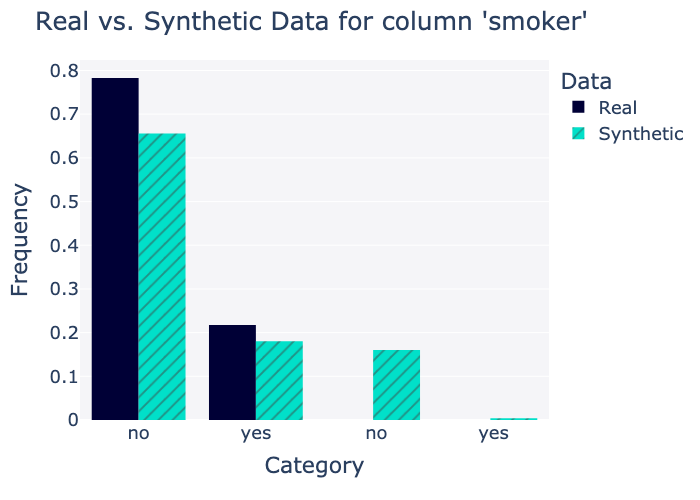 Real vs. Synthetic Data for column 'smoker'
Data
Real
Synthetic
Frequency
0.8
0.7
0.6
0.5
0.4
0.3
0.2
0.1
0
no yes no yes
Category